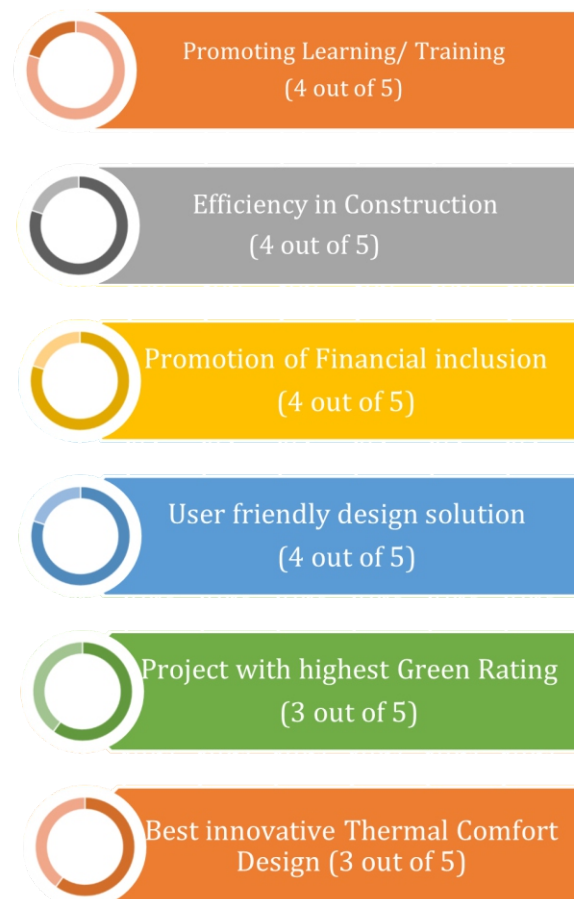 Promoting Learning/ Training
(4 out of 5)
Efficiency in Construction
(4 out of 5)
Promotion of Financial inclusion
(4 out of 5)
User friendly design solution
(4 out of 5)
Project with highest Green Rating
(3 out of 5)
Best innovative Thermal Comfort
Design (3 out of 5)